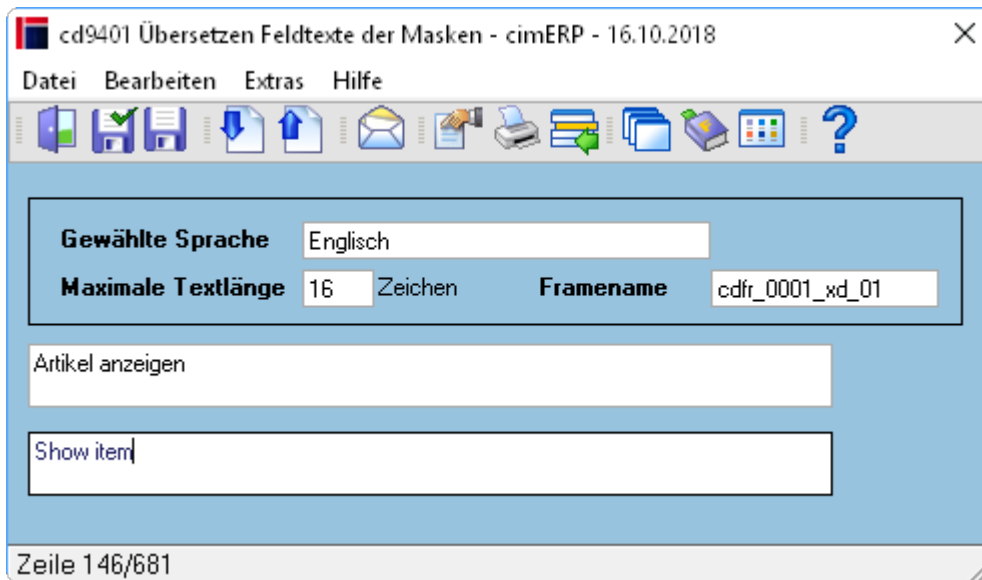 cd9401 Übersetzen Feldtexte der Masken - cimERP - 16.10.2018
Datei Bearbeiten Extras Hilfe
Gewählte Sprache Englisch
Maximale Textlänge 16 Zeichen Framename cdfr_0001_xd_01
Artikel anzeigen
Show item
Zeile 146/681